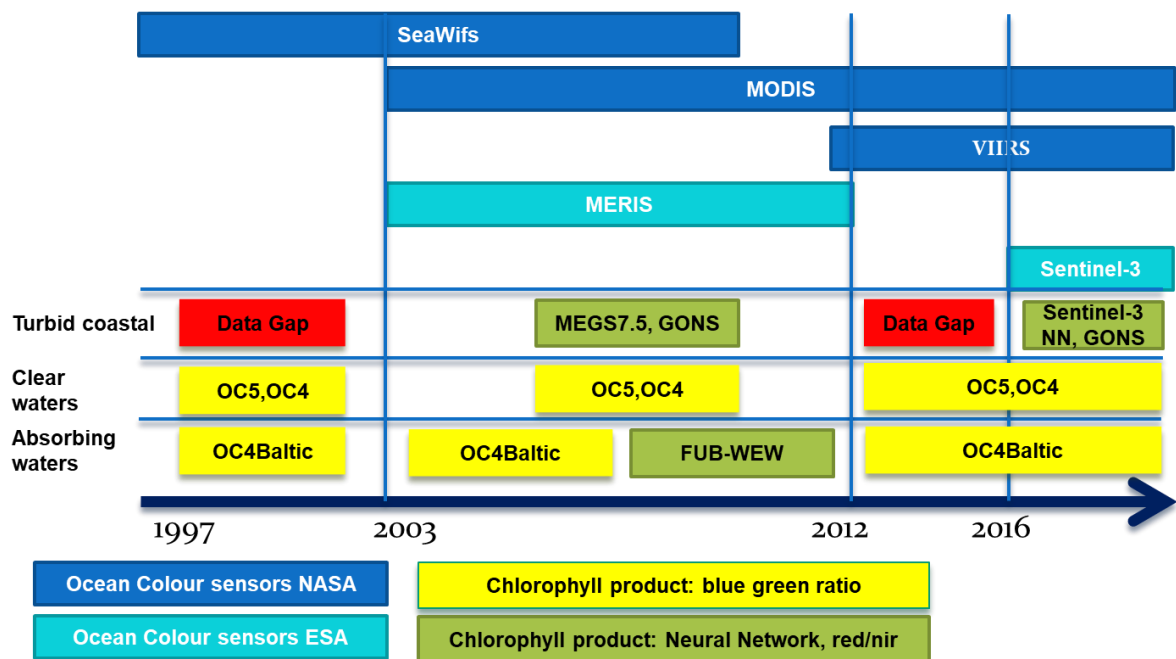 SeaWifs
MODIS
VIIRS
MERIS
Sentinel-3
Turbid coastal
Data Gap
MEGS7.5, GONS
Data Gap
Sentinel-3
NN, GONS
Clear
waters
OC5,OC4
OC5,OC4
OC5,OC4
Absorbing
waters
OC4Baltic
OC4Baltic
FUB-WEW
OC4Baltic
1997
2003
2012
2016
Ocean Colour sensors NASA
Chlorophyll product: blue green ratio
Ocean Colour sensors ESA
Chlorophyll product: Neural Network, red/nir